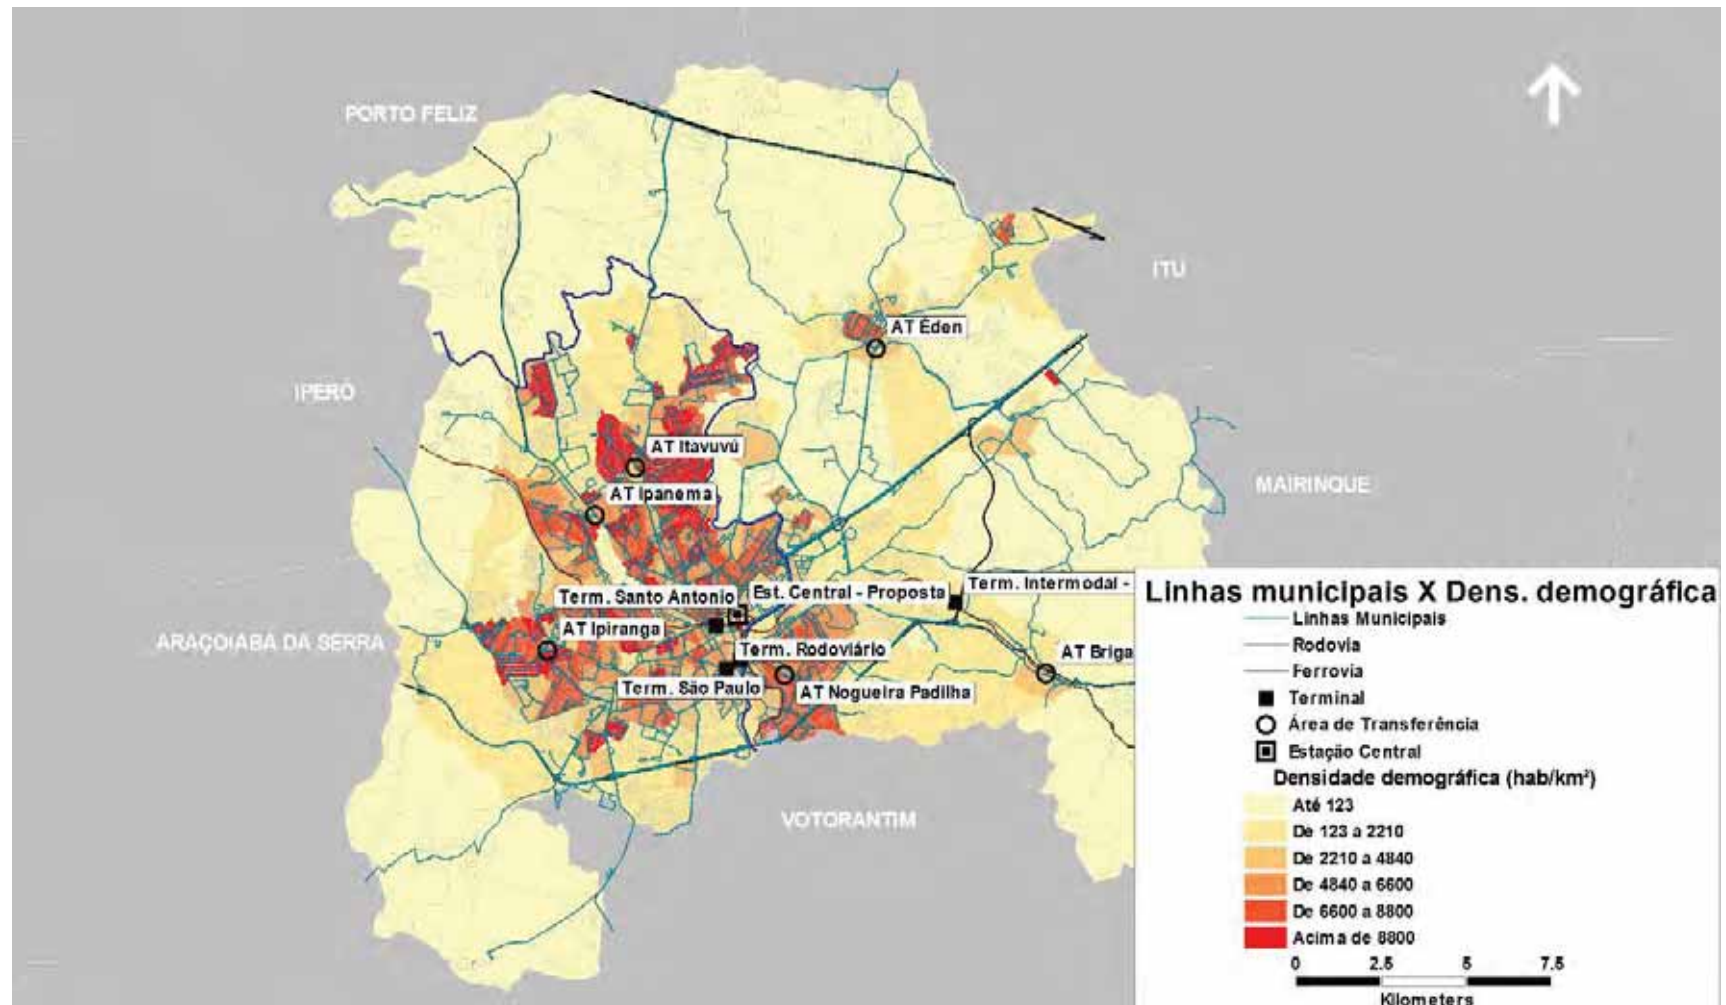 PORTO FELIZ
ITU
AT Éden
IPERÓ
AT Itavuvú
MAIRINQUE
AT Ipanema
Term. Intermodal -
Term. Santo Antonio
Est. Central - Proposta
ARAÇOIABA DA SERRA
AT Ipiranga
Term. Rodoviário
AT Briga
Term. São Paulo
AT Nogueira Padilha
VOTORANTIM
Linhas municipais X Dens. demográfica
Linhas Municipais
Rodovia
Ferrovia
Terminal
Área de Transferência
Estação Central
Densidade demográfica (hab/km²)
Até 123
De 123 a 2210
De 2210 a 4840
De 4840 a 6600
De 6600 a 8800
Acima de 8800
0 2.5 5 7.5
Kilometers